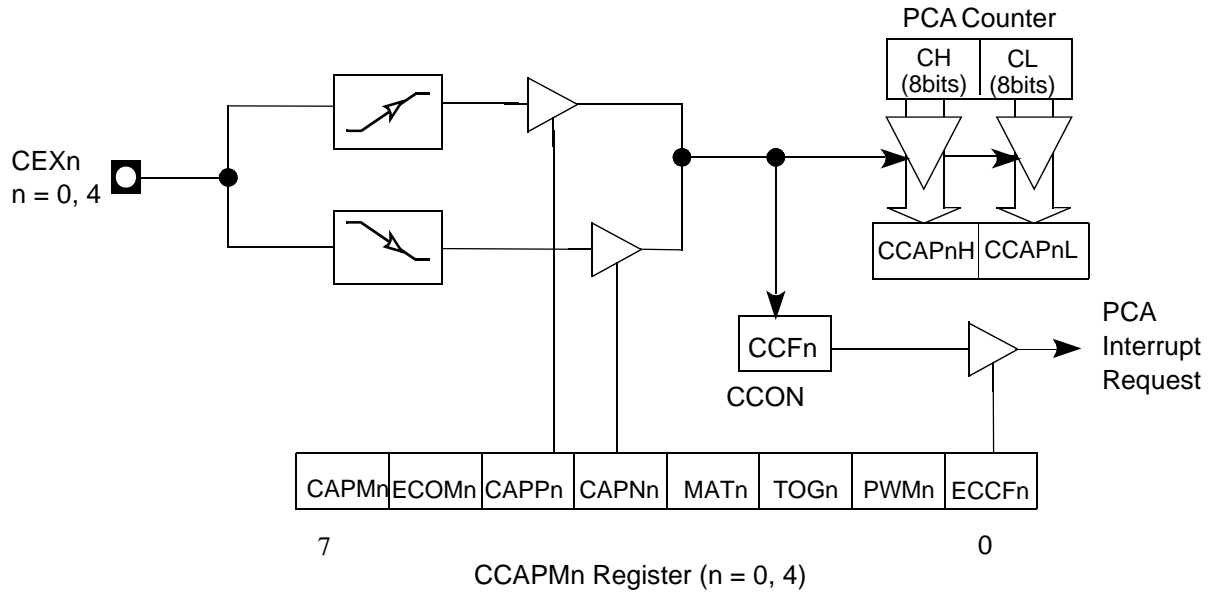 PCA Counter
CH CL
(8bits) (8bits)
CEXn
n = 0, 4
CCAPnH CCAPnL
PCA
Interrupt
Request
CCFn
CCON
CAPMn ECOMn CAPPn CAPNn MATn TOGn PWMn ECCFn
7 0
CCAPMn Register (n = 0, 4)